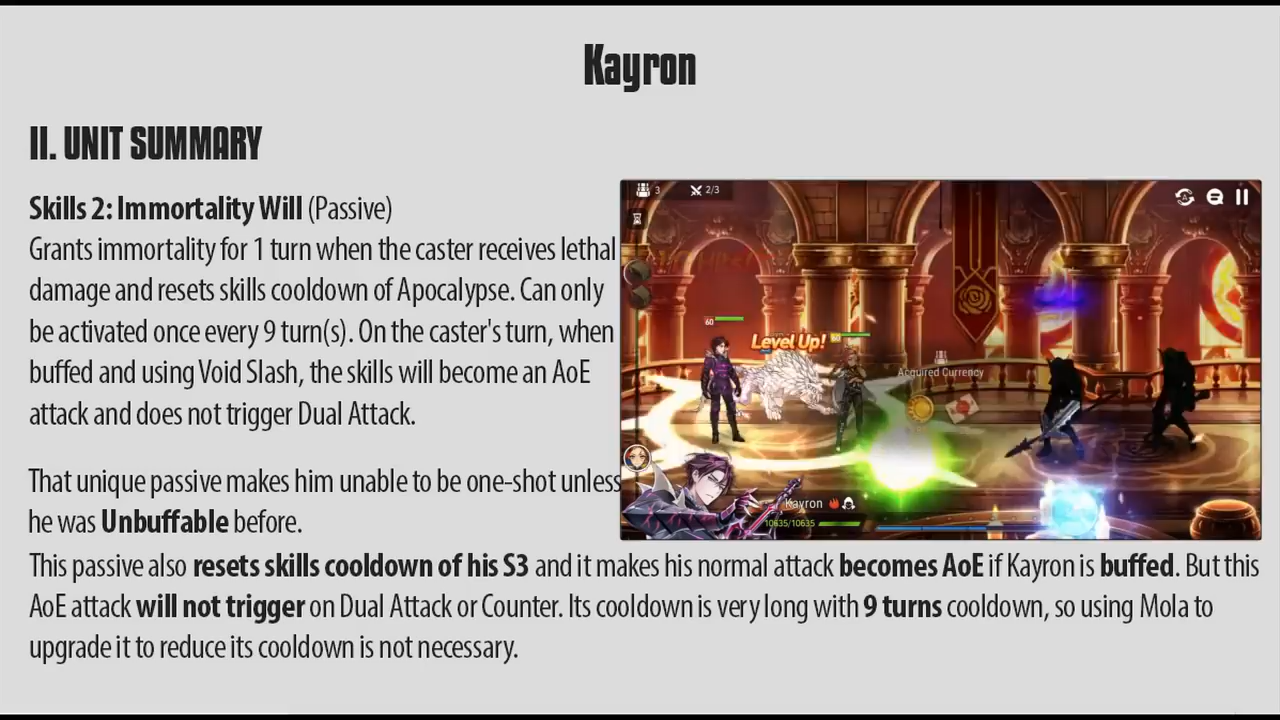 Kayron
II. UNIT SUMMARY
Skills 2: Immortality Will (Passive)
Grants immortality for 1 turn when the caster receives lethal
damage and resets skills cooldown of Apocalypse. Can only
be activated once every 9 turn(s). On the caster's turn, when
buffed and using Void Slash, the skills will become an AoE
attack and does not trigger Dual Attack.
That unique passive makes him unable to be one-shot unless
he was Unbuffable before.
3
2/3
60
Level Up!
60
Acquired Currency
Kayron
10635/10635
This passive also resets skills cooldown of his S3 and it makes his normal attack becomes AoE if Kayron is buffed. But this
AoE attack will not trigger on Dual Attack or Counter. Its cooldown is very long with 9 turns cooldown, so using Mola to
upgrade it to reduce its cooldown is not necessary.